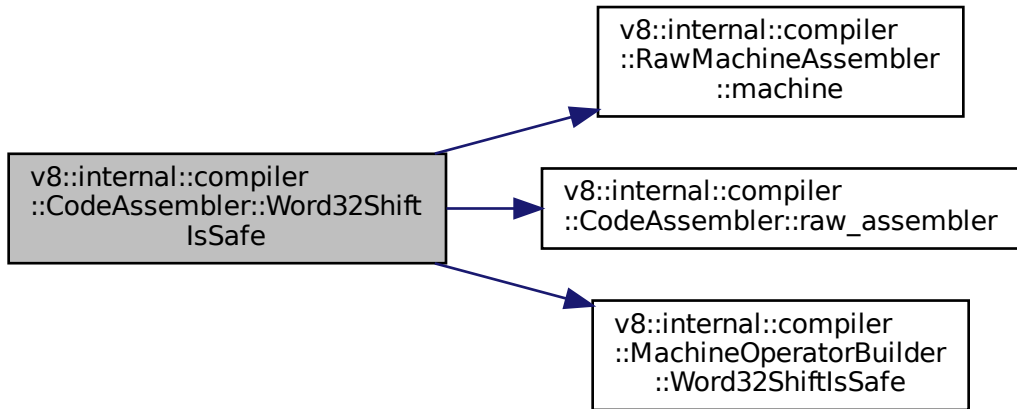 v8::internal::compiler
::CodeAssembler::Word32Shift
IsSafe
v8::internal::compiler
::RawMachineAssembler
::machine
v8::internal::compiler
::CodeAssembler::raw_assembler
v8::internal::compiler
::MachineOperatorBuilder
::Word32ShiftIsSafe